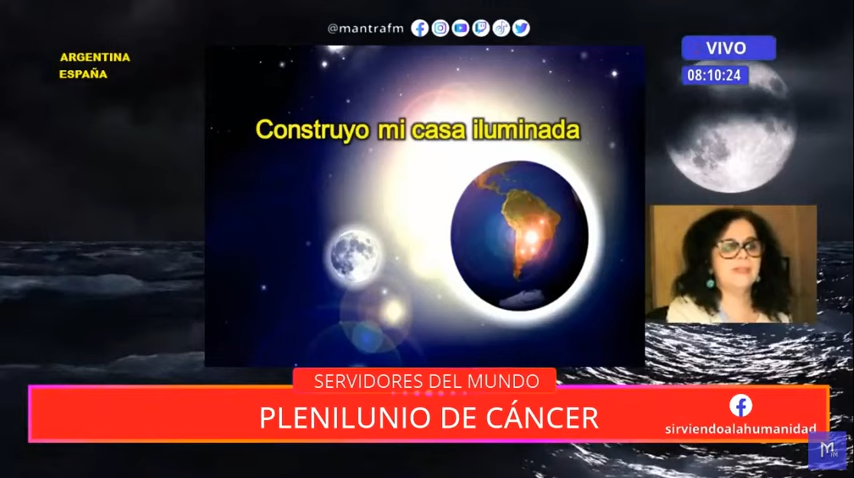 @mantrafm
ARGENTINA
ESPAÑA
VIVO
08:10:24
Construyo mi casa iluminada
SERVIDORES DEL MUNDO
PLENILUNIO DE CÁNCER
sirviendoalahumanidad